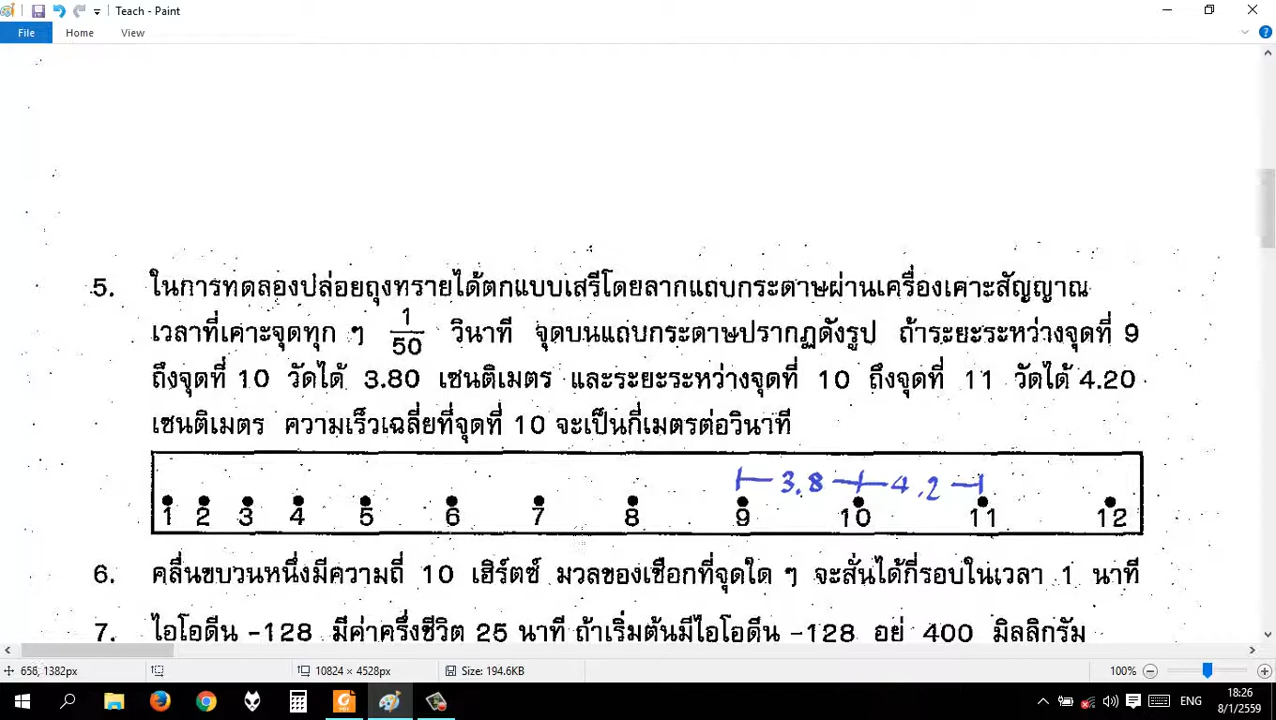 Teach - Paint
File Home View
5. ในการทดลองปล่อยถุงทรายได้ตกแบบเสรีโดยลากแถบกระดาษผ่านเครื่องเคาะสัญญาณ
เวลาที่เคาะจุดทุก ๆ 1/50 วินาที จุดบนแถบกระดาษปรากฏดังรูป ถ้าระยะระหว่างจุดที่ 9
ถึงจุดที่ 10 วัดได้ 3.80 เซนติเมตร และระยะระหว่างจุดที่ 10 ถึงจุดที่ 11 วัดได้ 4.20
เซนติเมตร ความเร็วเฉลี่ยที่จุดที่ 10 จะเป็นกี่เมตรต่อวินาที
3.8 4.2
1 2 3 4 5 6 7 8 9 10 11 12
6. คลื่นขบวนหนึ่งมีความถี่ 10 เฮิร์ตซ์ มวลของเชือกที่จุดใด ๆ จะสั่นได้กี่รอบในเวลา 1 นาที
7. ไอโอดีน -128 มีค่าครึ่งชีวิต 25 นาที ถ้าเริ่มต้นมีไอโอดีน -128 อยู่ 400 มิลลิกรัม
658, 1382px 10824 × 4528px Size: 194.6KB 100%
ENG 18:26
8/1/2559